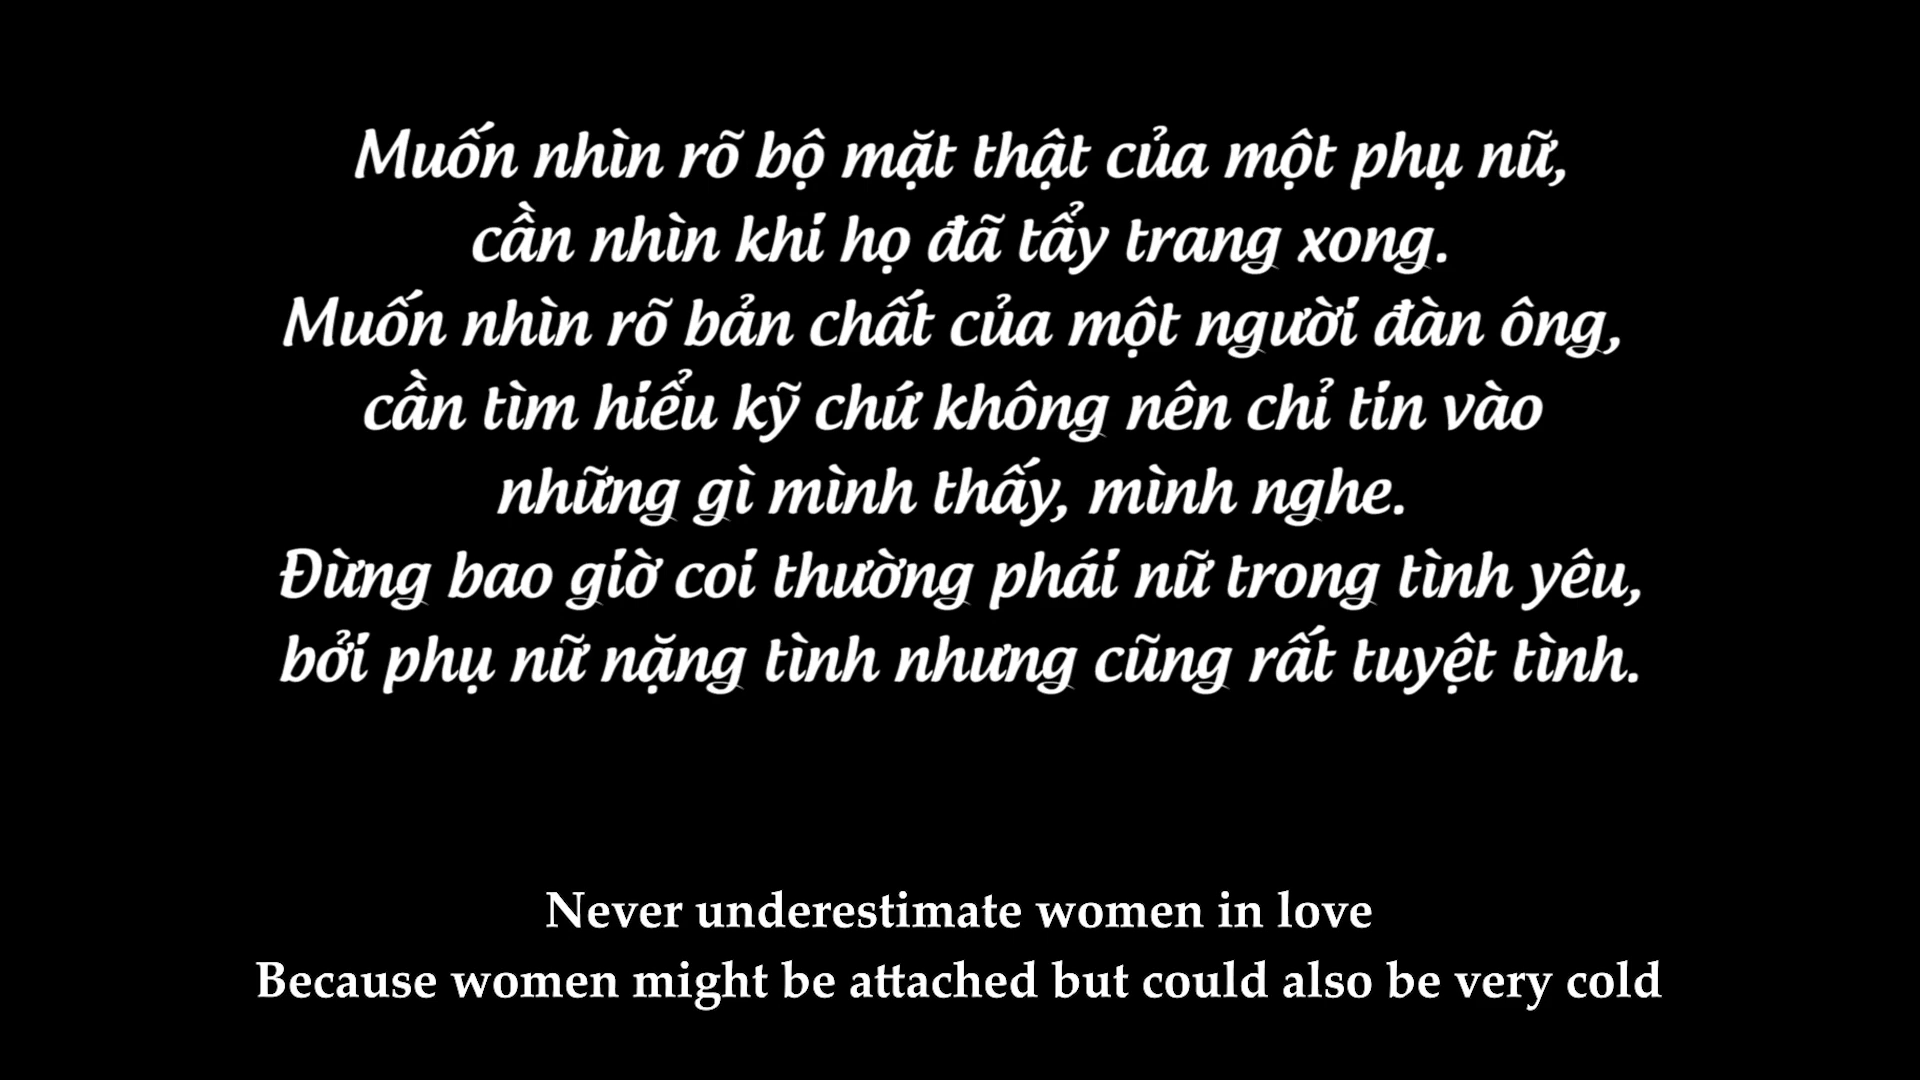 Muốn nhìn rõ bộ mặt thật của một phụ nữ,
cần nhìn khi họ đã tẩy trang xong.
Muốn nhìn rõ bản chất của một người đàn ông,
cần tìm hiểu kỹ chứ không nên chỉ tin vào
những gì mình thấy, mình nghe.
Đừng bao giờ coi thường phái nữ trong tình yêu,
bởi phụ nữ nặng tình nhưng cũng rất tuyệt tình.
Never underestimate women in love
Because women might be attached but could also be very cold